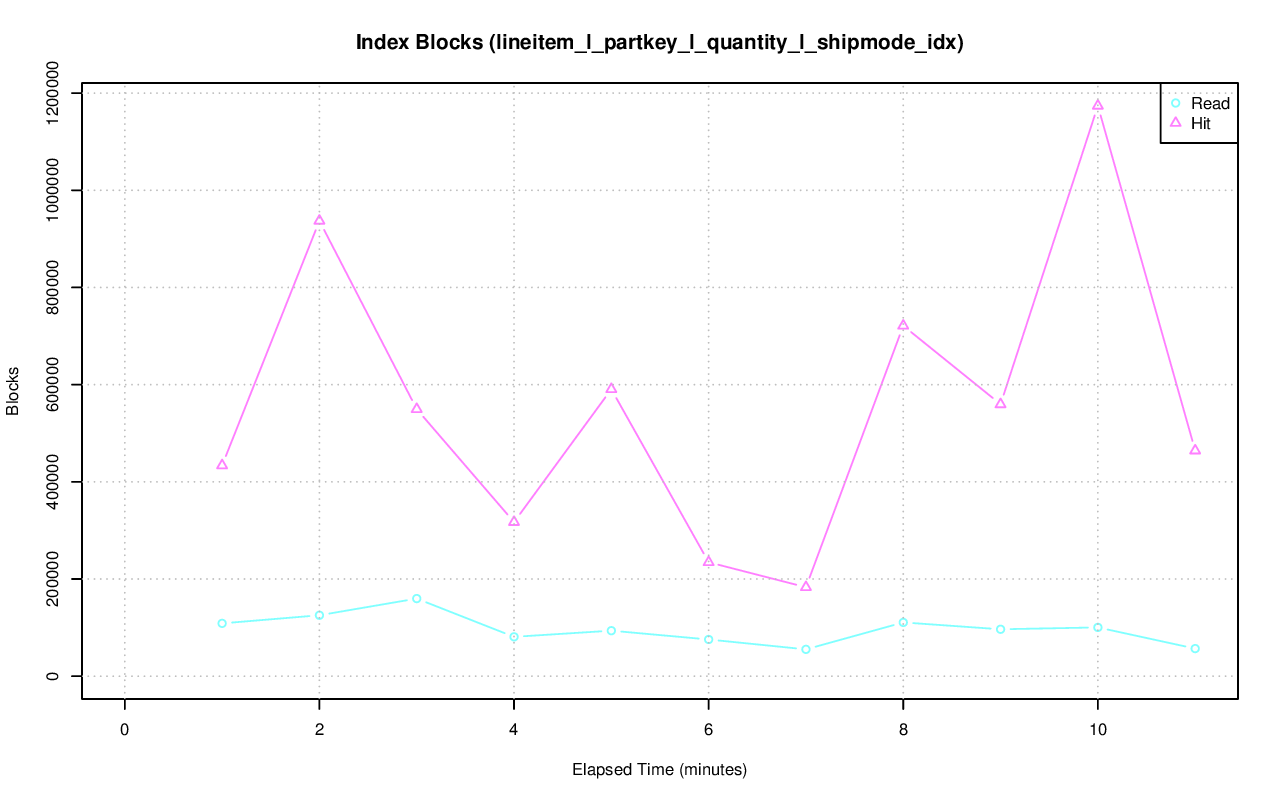 Index Blocks (lineitem_l_partkey_l_quantity_l_shipmode_idx)
1200000
1000000
800000
600000
400000
200000
0
Blocks
Read
Hit
0 2 4 6 8 10
Elapsed Time (minutes)